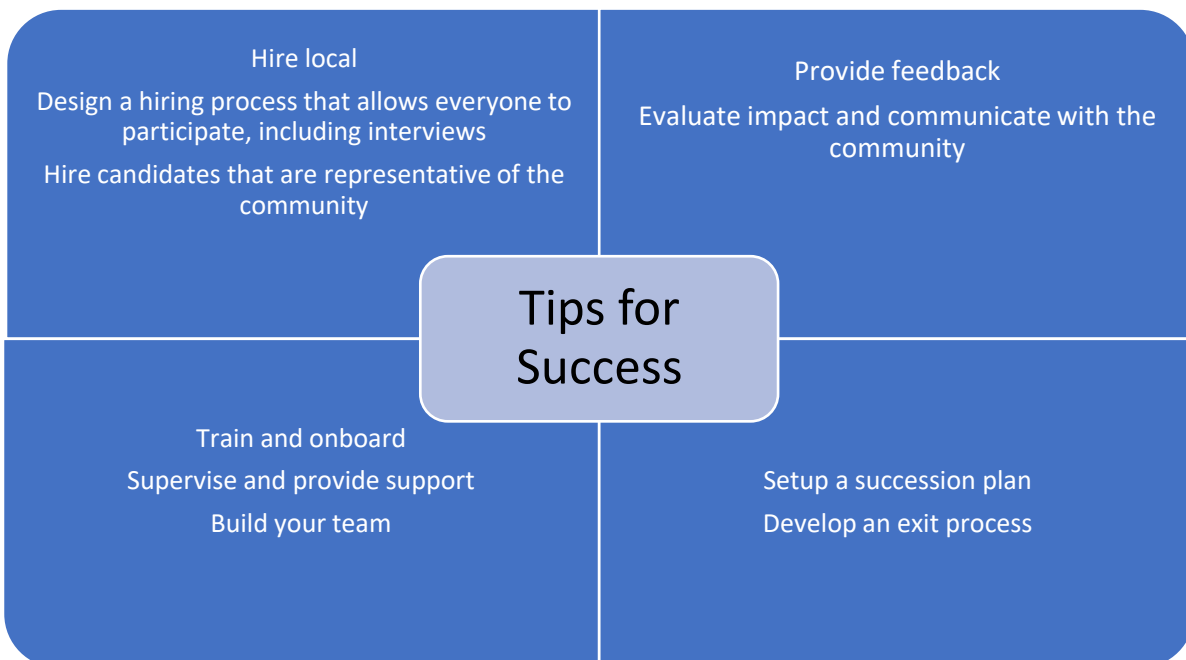 Hire local
Design a hiring process that allows everyone to
participate, including interviews
Hire candidates that are representative of the
community
Provide feedback
Evaluate impact and communicate with the
community
Tips for
Success
Train and onboard
Supervise and provide support
Build your team
Setup a succession plan
Develop an exit process